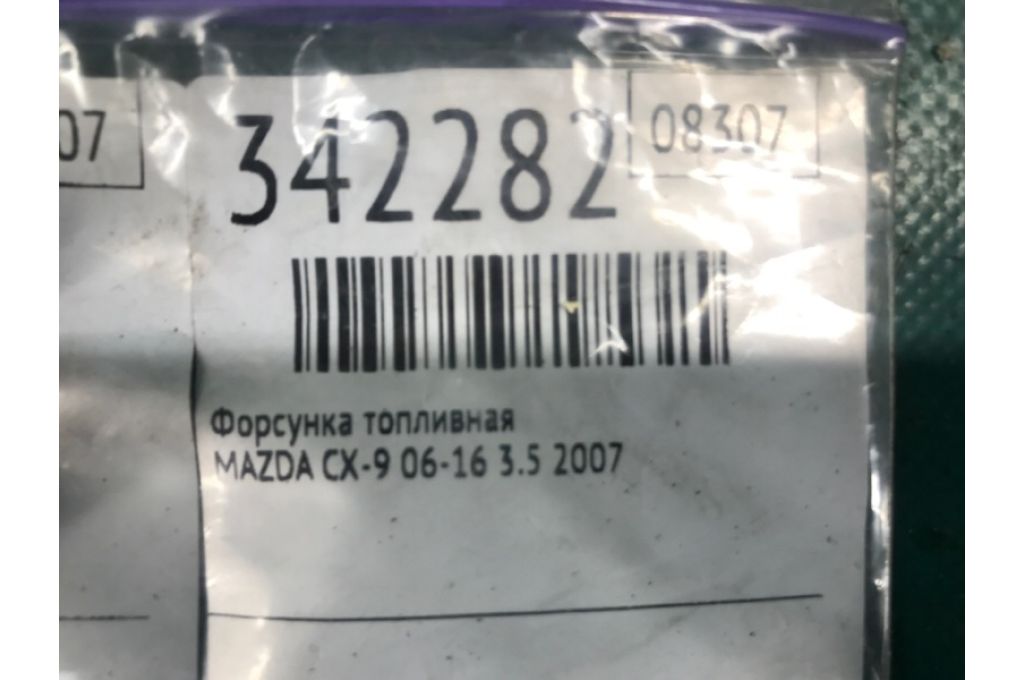 07
342282
08307
Форсунка топливная
MAZDA CX-9 06-16 3.5 2007